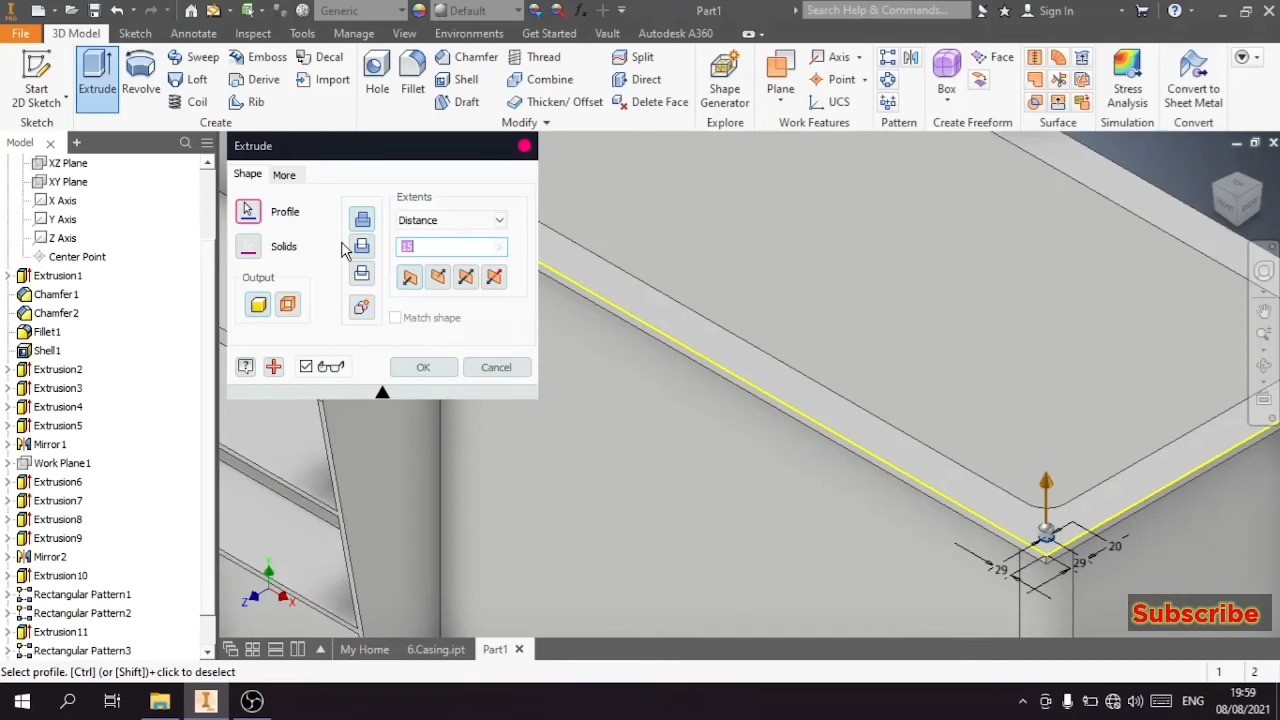 PRO
Generic
Default
Part1
Search Help & Commands...
Sign In
File
3D Model
Sketch
Annotate
Inspect
Tools
Manage
View
Environments
Get Started
Vault
Autodesk A360
Start
2D Sketch
Extrude
Revolve
Sweep
Emboss
Decal
Loft
Derive
Import
Coil
Rib
Hole
Fillet
Chamfer
Thread
Split
Shell
Combine
Direct
Draft
Thicken/ Offset
Delete Face
Shape
Generator
Plane
Axis
Point
UCS
Box
Face
Stress
Analysis
Convert to
Sheet Metal
Sketch
Create
Modify
Explore
Work Features
Pattern
Create Freeform
Surface
Simulation
Convert
Model
XZ Plane
XY Plane
X Axis
Y Axis
Z Axis
Center Point
Extrusion1
Chamfer1
Chamfer2
Fillet1
Shell1
Extrusion2
Extrusion3
Extrusion4
Extrusion5
Mirror1
Work Plane1
Extrusion6
Extrusion7
Extrusion8
Extrusion9
Mirror2
Extrusion10
Rectangular Pattern1
Rectangular Pattern2
Extrusion11
Rectangular Pattern3
Extrude
Shape
More
Profile
Solids
Output
Extents
Distance
15
Match shape
OK
Cancel
20
29
29
Y
Z
X
Subscribe
My Home
6.Casing.ipt
Part1
Select profile. [Ctrl] (or [Shift])+ click to deselect
1
2
ENG
19:59
08/08/2021